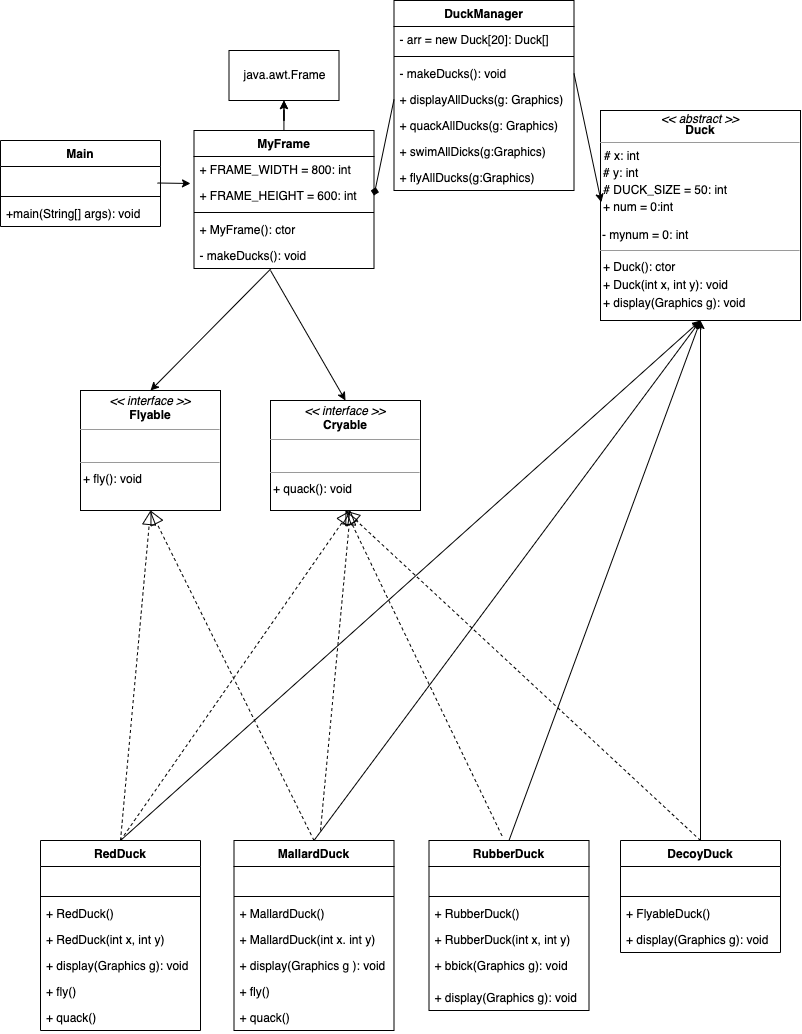 DuckManager
- arr = new Duck[20]: Duck[]
- makeDucks(): void
+ displayAllDucks(g: Graphics)
+ quackAllDucks(g: Graphics)
+ swimAllDicks(g:Graphics)
+ flyAllDucks(g:Graphics)
java.awt.Frame
Main
+main(String[] args): void
MyFrame
+ FRAME_WIDTH = 800: int
+ FRAME_HEIGHT = 600: int
+ MyFrame(): ctor
- makeDucks(): void
<< abstract >>
Duck
# x: int
# y: int
# DUCK_SIZE = 50: int
+ num = 0:int
- mynum = 0: int
+ Duck(): ctor
+ Duck(int x, int y): void
+ display(Graphics g): void
<< interface >>
Flyable
+ fly(): void
<< interface >>
Cryable
+ quack(): void
RedDuck
+ RedDuck()
+ RedDuck(int x, int y)
+ display(Graphics g): void
+ fly()
+ quack()
MallardDuck
+ MallardDuck()
+ MallardDuck(int x. int y)
+ display(Graphics g ): void
+ fly()
+ quack()
RubberDuck
+ RubberDuck()
+ RubberDuck(int x, int y)
+ bbick(Graphics g): void
+ display(Graphics g): void
DecoyDuck
+ FlyableDuck()
+ display(Graphics g): void